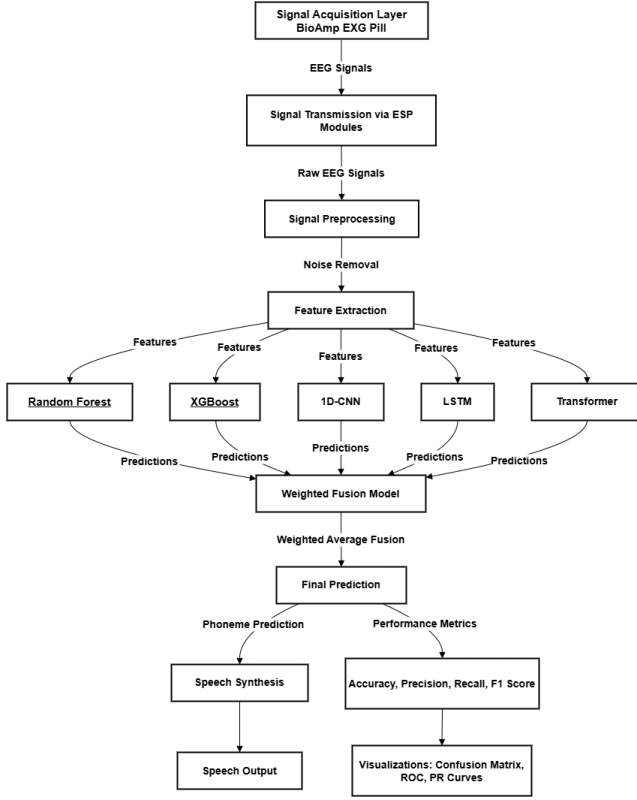 Signal Acquisition Layer
BioAmp EXG Pill
EEG Signals
Signal Transmission via ESP
Modules
Raw EEG Signals
Signal Preprocessing
Noise Removal
Feature Extraction
Features
Features
Features
Features
Features
Random Forest
XGBoost
1D-CNN
LSTM
Transformer
Predictions
Predictions
Predictions
Predictions
Predictions
Weighted Fusion Model
Weighted Average Fusion
Final Prediction
Phoneme Prediction
Performance Metrics
Speech Synthesis
Accuracy, Precision, Recall, F1 Score
Speech Output
Visualizations: Confusion Matrix,
ROC, PR Curves